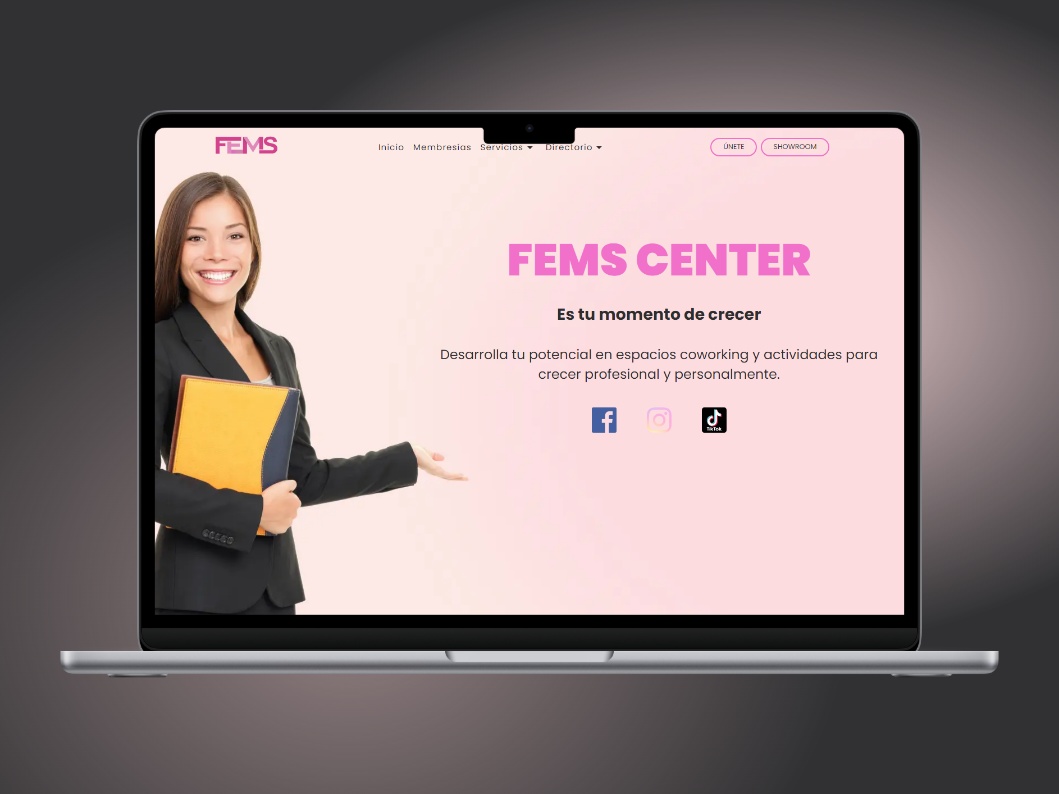 FEMS
Inicio Membresias Servicios Directorio
ÚNETE SHOWROOM
FEMS CENTER
Es tu momento de crecer
Desarrolla tu potencial en espacios coworking y actividades para
crecer profesional y personalmente.
TikTok